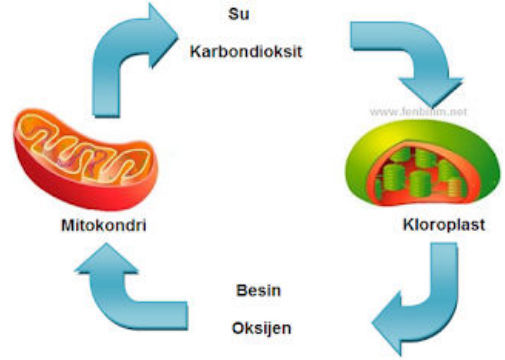 Su
Karbondioksit
www.fenbilim.net
Mitokondri
Kloroplast
Besin
Oksijen